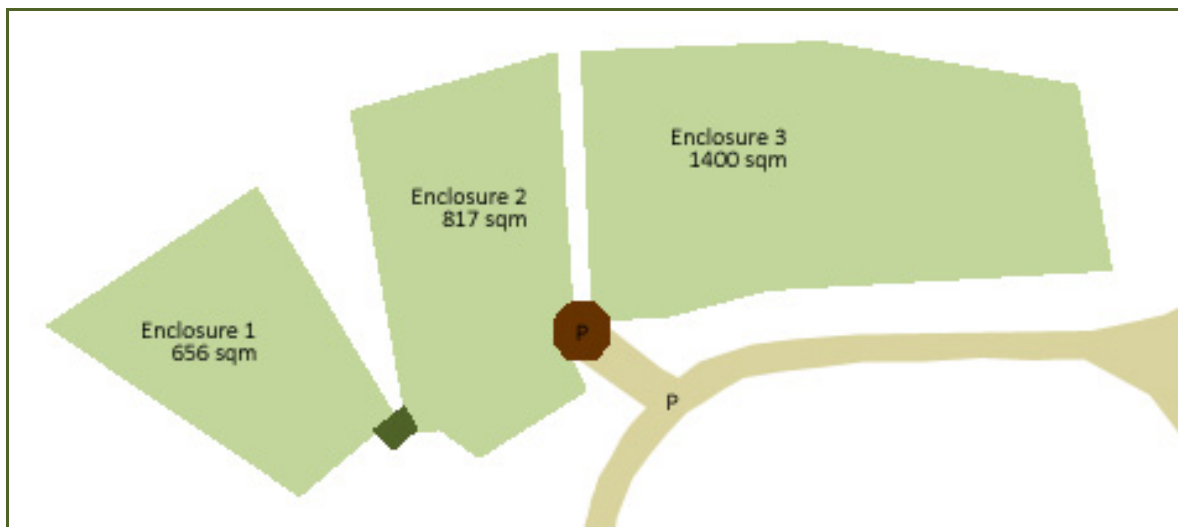 Enclosure 1
656 sqm
Enclosure 2
817 sqm
Enclosure 3
1400 sqm
P
P